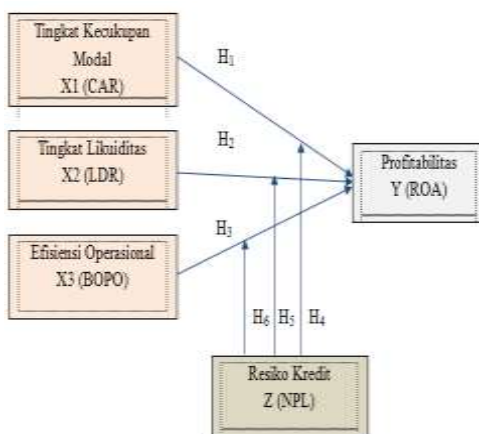 Tingkat Kecukupan
Modal
X1 (CAR)
H1
Tingkat Likuiditas
X2 (LDR)
H2
Profitabilitas
Y (ROA)
Efisiensi Operasional
X3 (BOPO)
H3
H6
H5
H4
Resiko Kredit
Z (NPL)